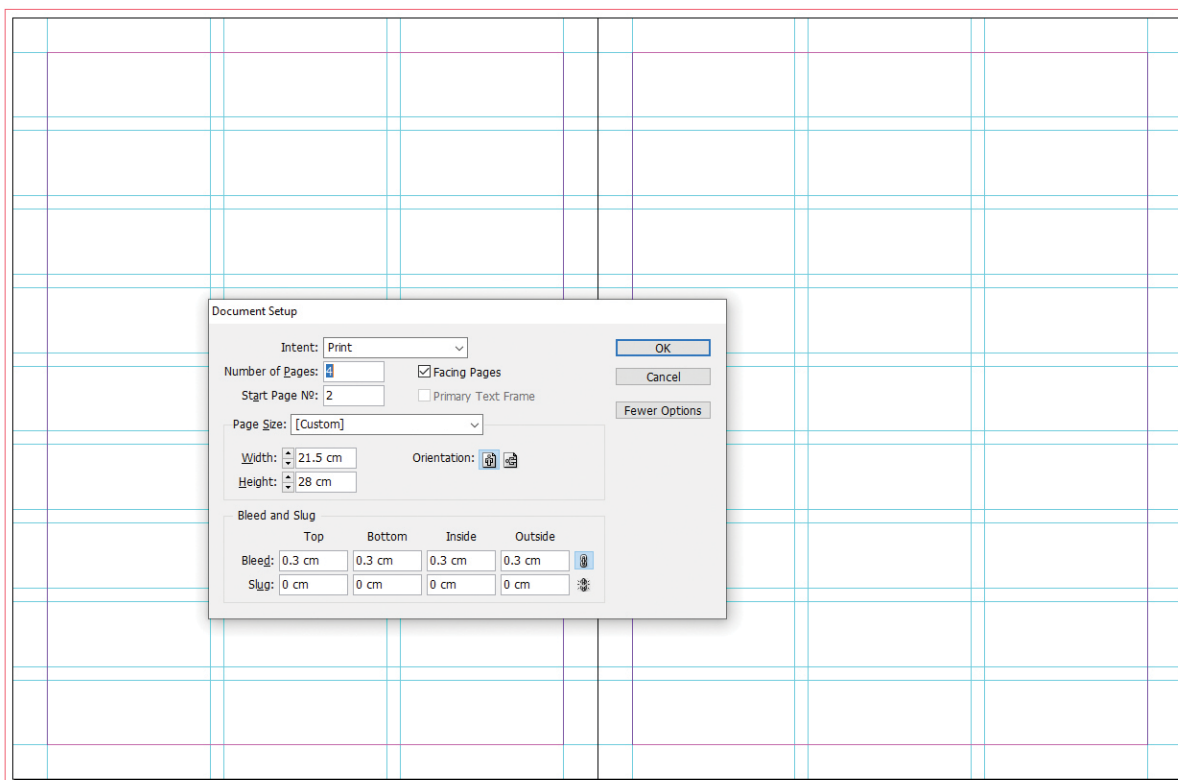 Document Setup
Intent: Print
OK
Number of Pages: 4
Facing Pages
Cancel
Start Page Nº: 2
Primary Text Frame
Fewer Options
Page Size: [Custom]
Width: 21.5 cm
Orientation:
Height: 28 cm
Bleed and Slug
Top Bottom Inside Outside
Bleed: 0.3 cm 0.3 cm 0.3 cm 0.3 cm
Slug: 0 cm 0 cm 0 cm 0 cm